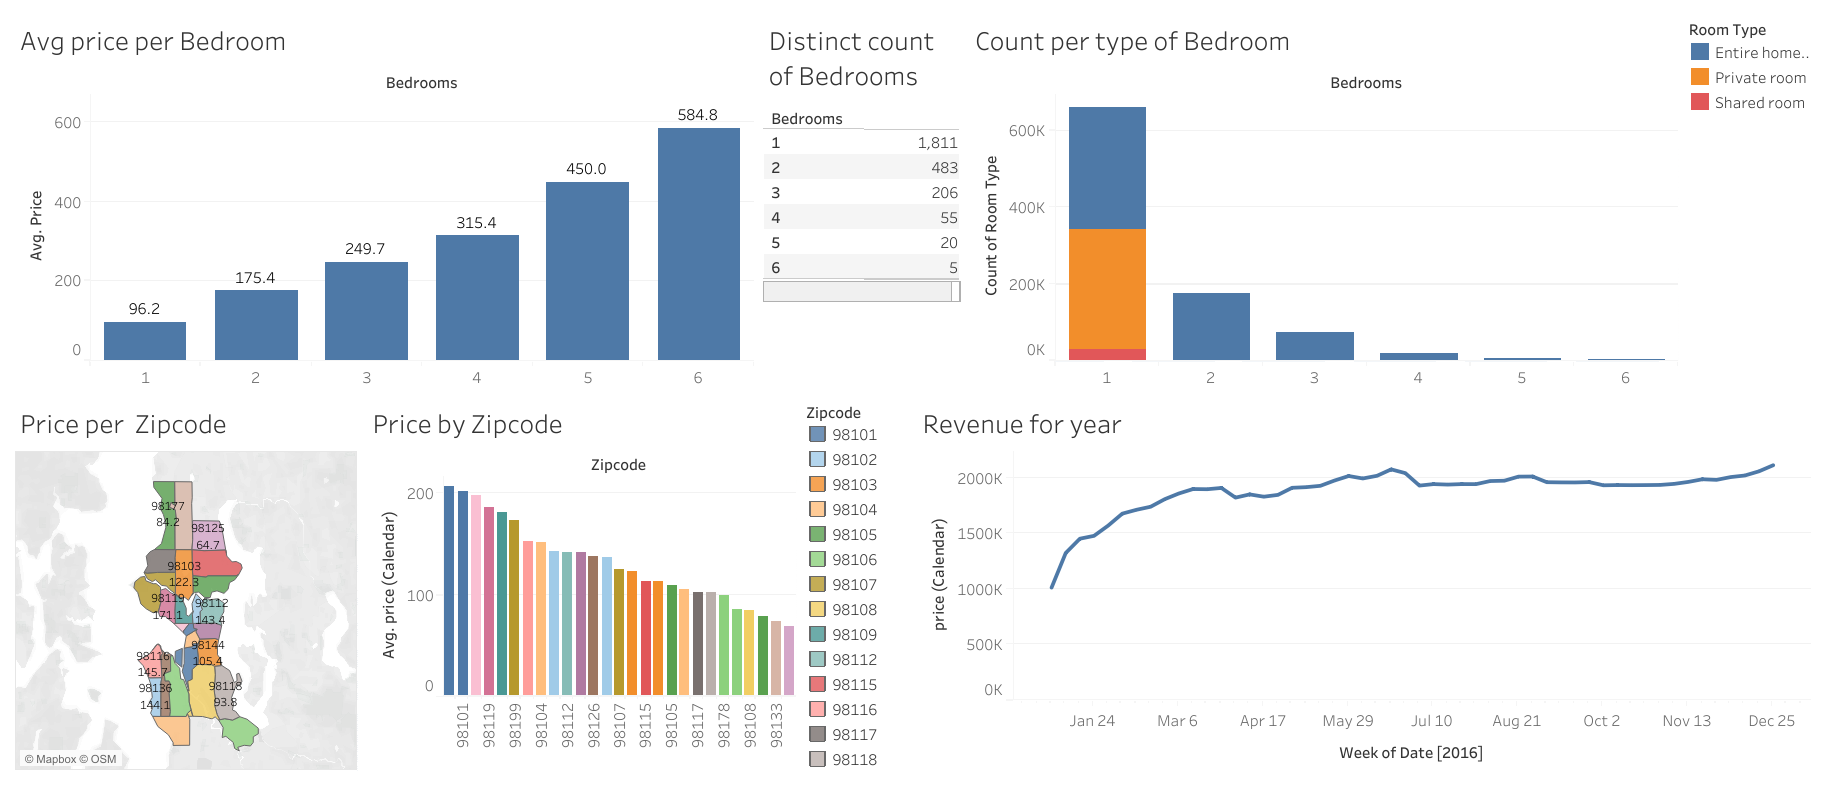 Avg price per Bedroom
Bedrooms
Avg. Price
600
400
200
0
96.2
175.4
249.7
315.4
450.0
584.8
1
2
3
4
5
6
Distinct count
of Bedrooms
Bedrooms
1 1,811
2 483
3 206
4 55
5 20
6 5
Count per type of Bedroom
Bedrooms
Count of Room Type
600K
400K
200K
0K
1
2
3
4
5
6
Room Type
Entire home..
Private room
Shared room
Price per Zipcode
98177
84.2
98125
64.7
98103
122.3
98119
171.1
98112
143.4
98144
105.4
98116
145.7
98136
144.1
98118
93.8
© Mapbox © OSM
Price by Zipcode
Zipcode
Avg. price (Calendar)
200
100
0
98101
98119
98199
98104
98112
98126
98107
98115
98105
98117
98178
98108
98133
Zipcode
98101
98102
98103
98104
98105
98106
98107
98108
98109
98112
98115
98116
98117
98118
Revenue for year
price (Calendar)
2000K
1500K
1000K
500K
0K
Jan 24
Mar 6
Apr 17
May 29
Jul 10
Aug 21
Oct 2
Nov 13
Dec 25
Week of Date [2016]